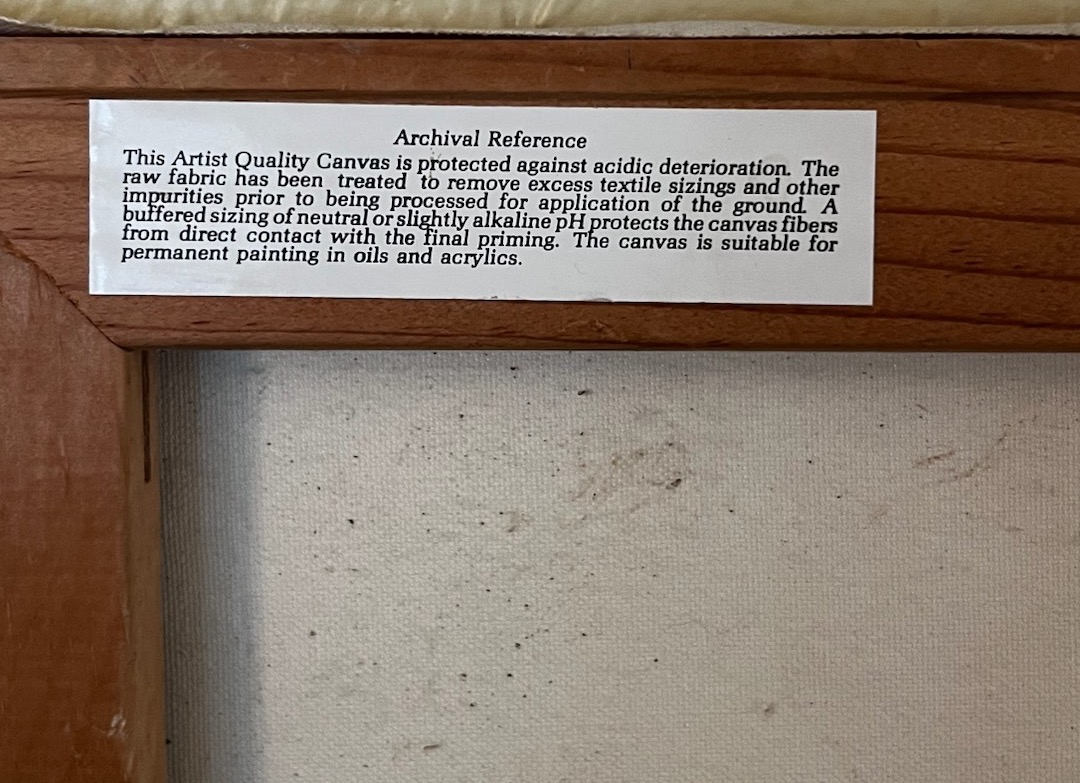 Archival Reference
This Artist Quality Canvas is protected against acidic deterioration. The
raw fabric has been treated to remove excess textile sizings and other
impurities prior to being processed for application of the ground. A
buffered sizing of neutral or slightly alkaline pH protects the canvas fibers
from direct contact with the final priming. The canvas is suitable for
permanent painting in oils and acrylics.